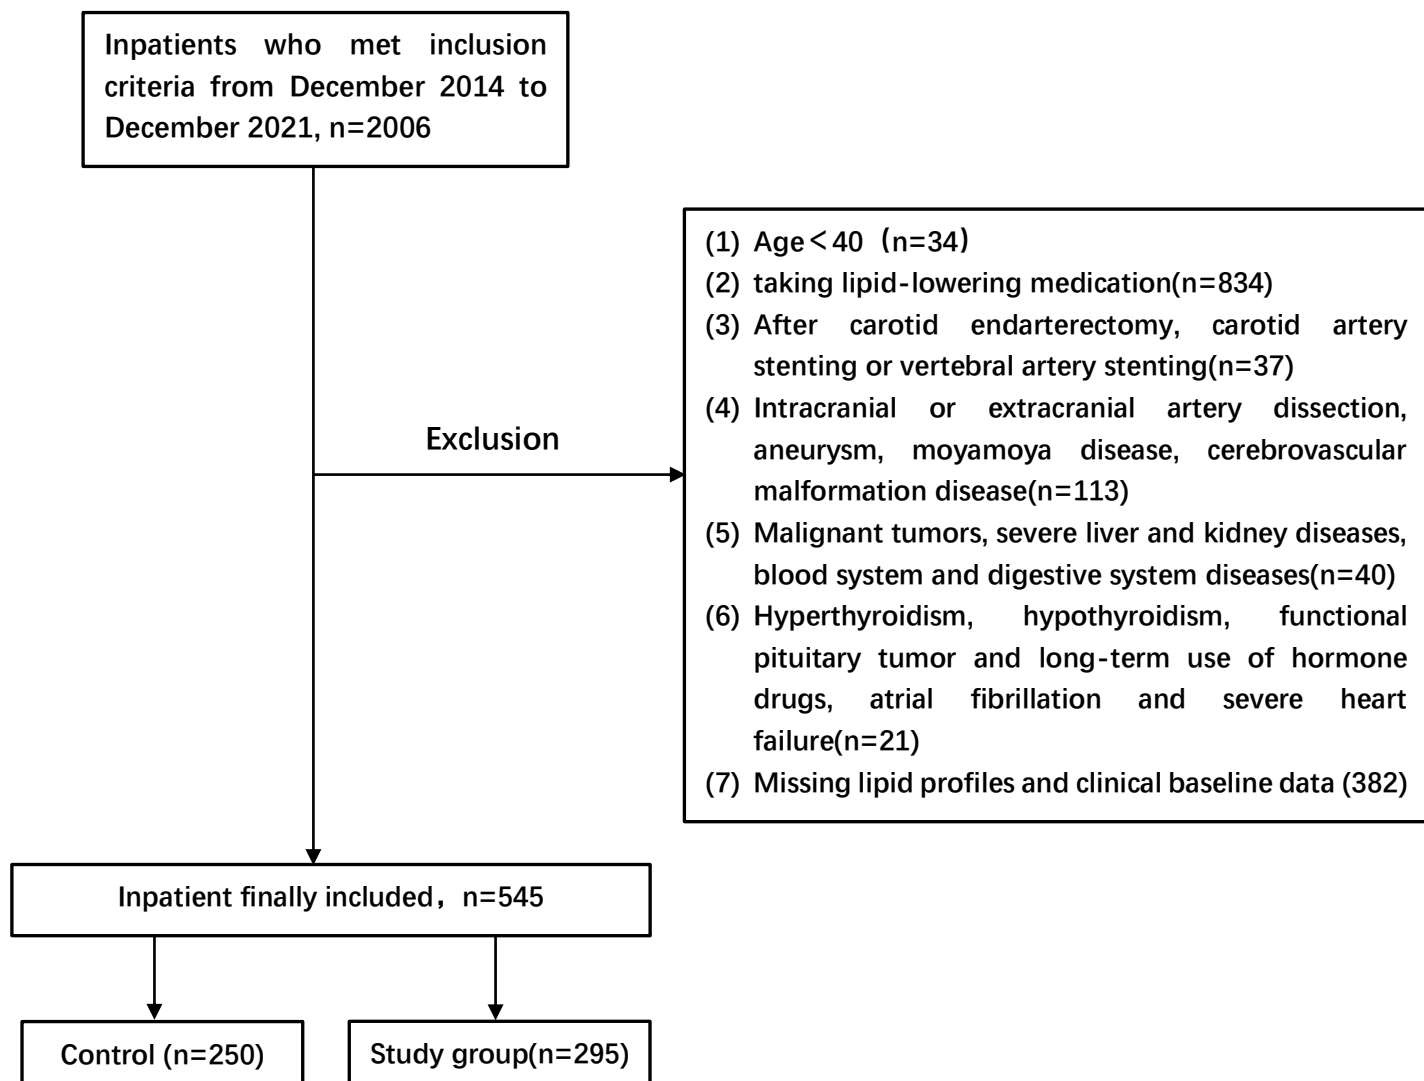 Inpatients who met inclusion
criteria from December 2014 to
December 2021, n=2006
(1) Age＜40（n=34)
(2) taking lipid-lowering medication(n=834)
(3) After carotid endarterectomy, carotid artery
stenting or vertebral artery stenting(n=37)
(4) Intracranial or extracranial artery dissection,
aneurysm, moyamoya disease, cerebrovascular
malformation disease(n=113)
(5) Malignant tumors, severe liver and kidney diseases,
blood system and digestive system diseases(n=40)
(6) Hyperthyroidism, hypothyroidism, functional
pituitary tumor and long-term use of hormone
drugs, atrial fibrillation and severe heart
failure(n=21)
(7) Missing lipid profiles and clinical baseline data (382)
Exclusion
Inpatient finally included，n=545
Control (n=250)
Study group(n=295)